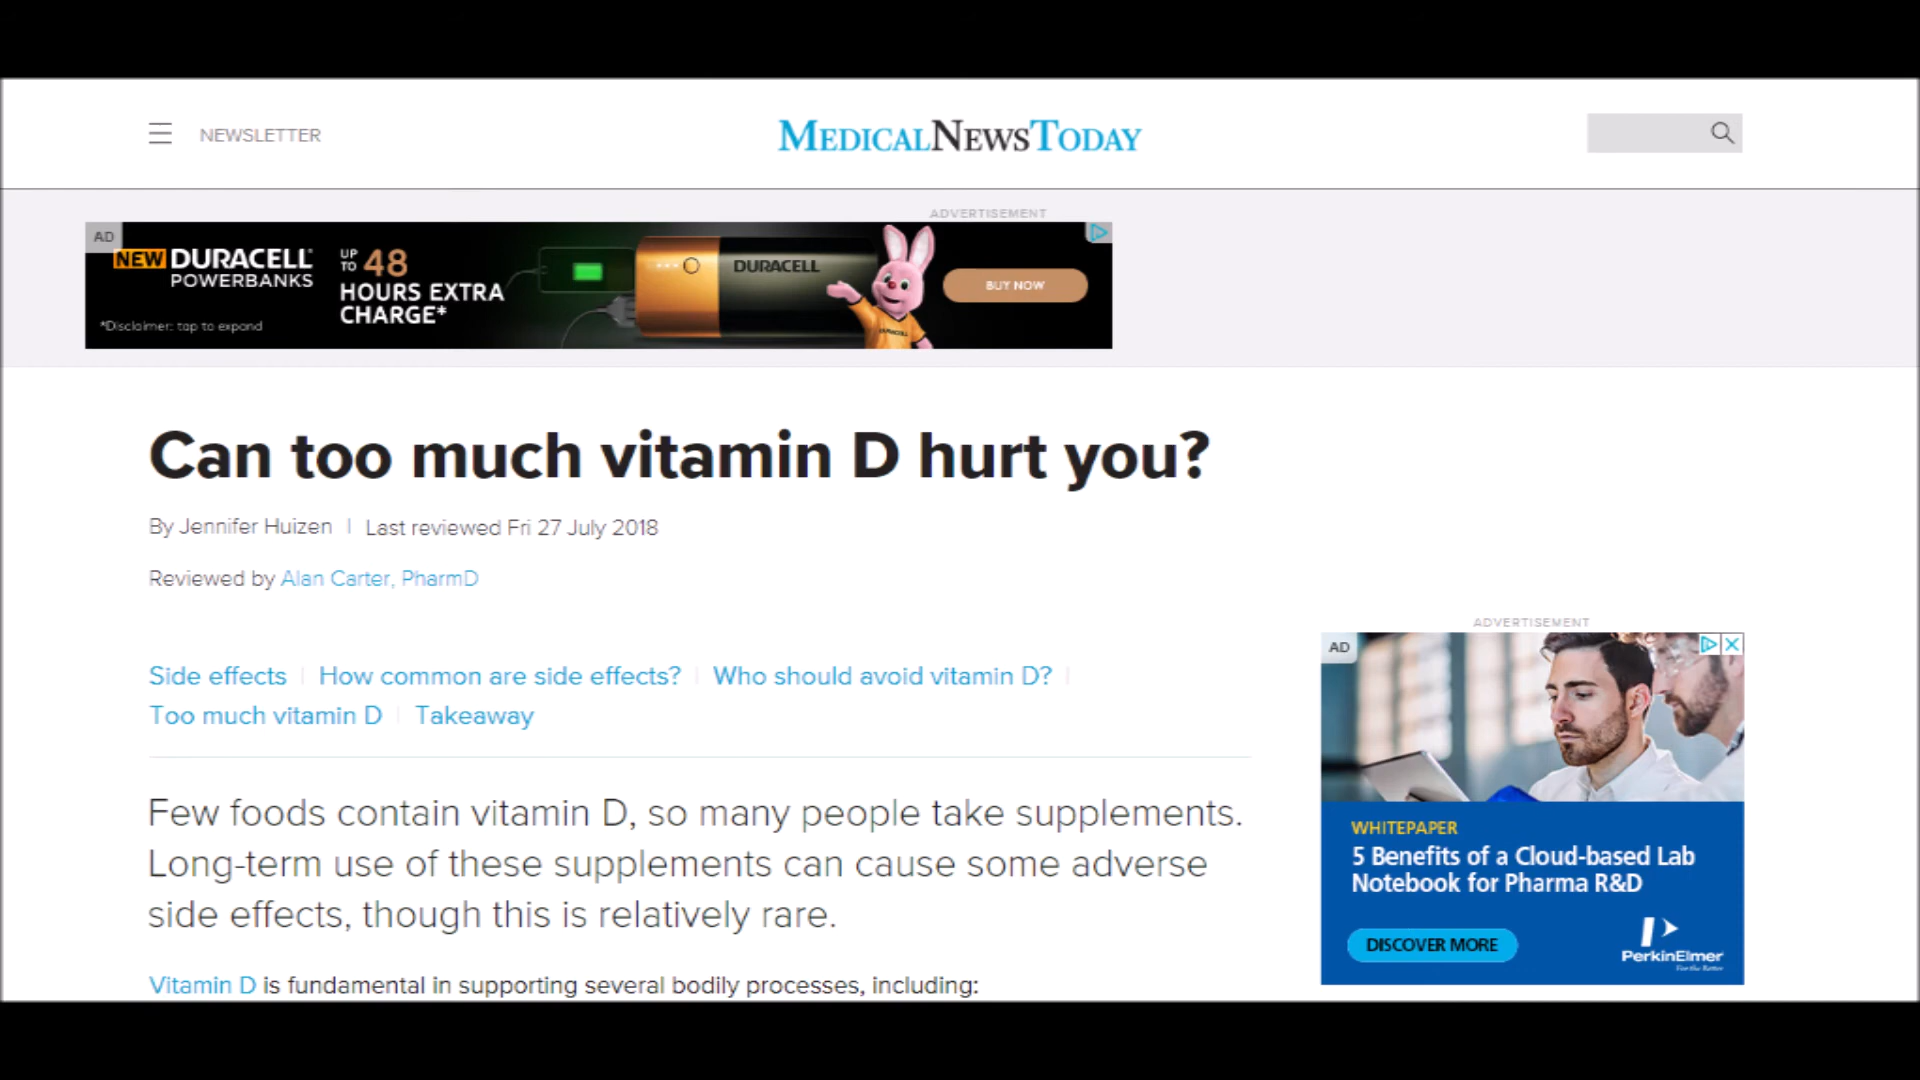 NEWSLETTER
MEDICALNEWSTODAY
ADVERTISEMENT
AD
NEW DURACELL
POWERBANKS
*Disclaimer: tap to expand
UP TO 48
HOURS EXTRA
CHARGE*
DURACELL
BUY NOW
Can too much vitamin D hurt you?
By Jennifer Huizen | Last reviewed Fri 27 July 2018
Reviewed by Alan Carter, PharmD
Side effects | How common are side effects? | Who should avoid vitamin D? |
Too much vitamin D | Takeaway
Few foods contain vitamin D, so many people take supplements.
Long-term use of these supplements can cause some adverse
side effects, though this is relatively rare.
Vitamin D is fundamental in supporting several bodily processes, including:
ADVERTISEMENT
AD
WHITEPAPER
5 Benefits of a Cloud-based Lab
Notebook for Pharma R&D
DISCOVER MORE
PerkinElmer
For the Better